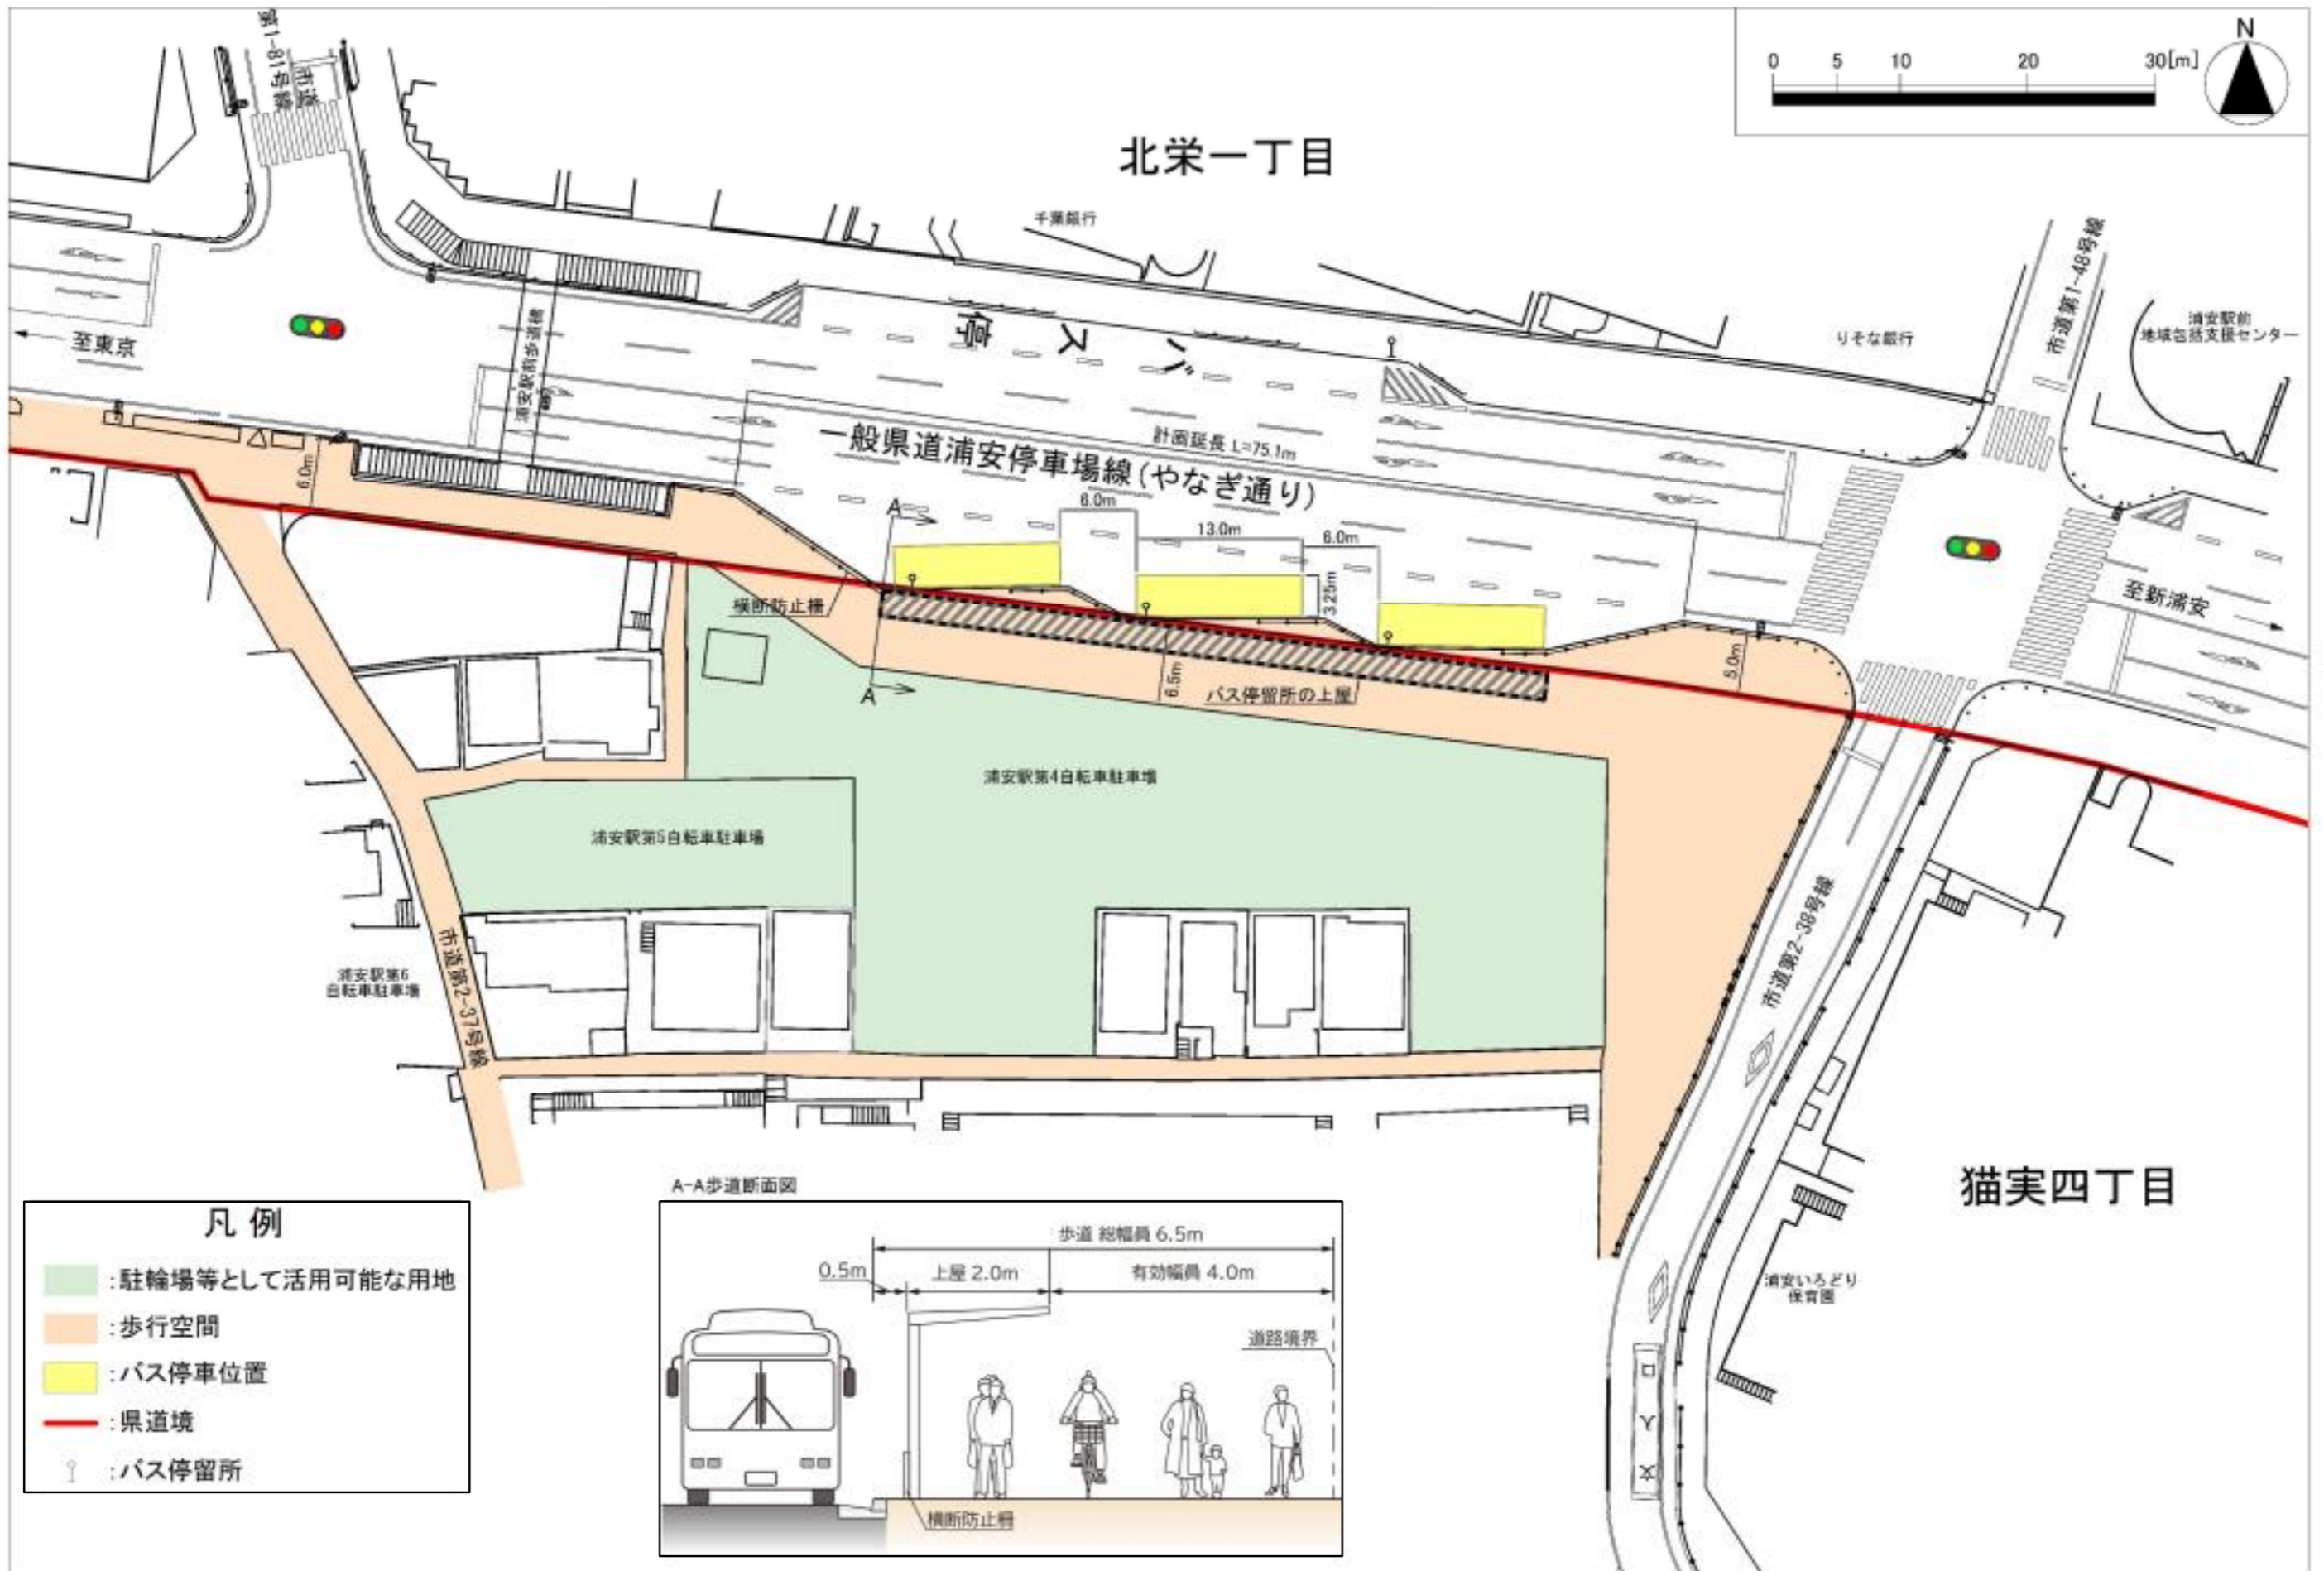 0 5 10 20 30[m]
N
市道
第1-81号線
北栄一丁目
千葉銀行
りそな銀行
市道第1-48号線
浦安駅前
地域包括支援センター
至東京
浦安駅前歩道橋
バス停
計画延長 L=75.1m
一般県道浦安停車場線(やなぎ通り)
6.0m
6.0m
13.0m
6.0m
3.25m
A
A
横断防止柵
6.5m
バス停留所の上屋
5.0m
至新浦安
浦安駅第4自転車駐車場
浦安駅第5自転車駐車場
浦安駅第6
自転車駐車場
市道第2-37号線
市道第2-38号線
猫実四丁目
浦安いろどり
保育園
文
入
口
凡 例
:駐輪場等として活用可能な用地
:歩行空間
:バス停車位置
:県道境
:バス停留所
A-A歩道断面図
歩道 総幅員 6.5m
0.5m
上屋 2.0m
有効幅員 4.0m
道路境界
横断防止柵